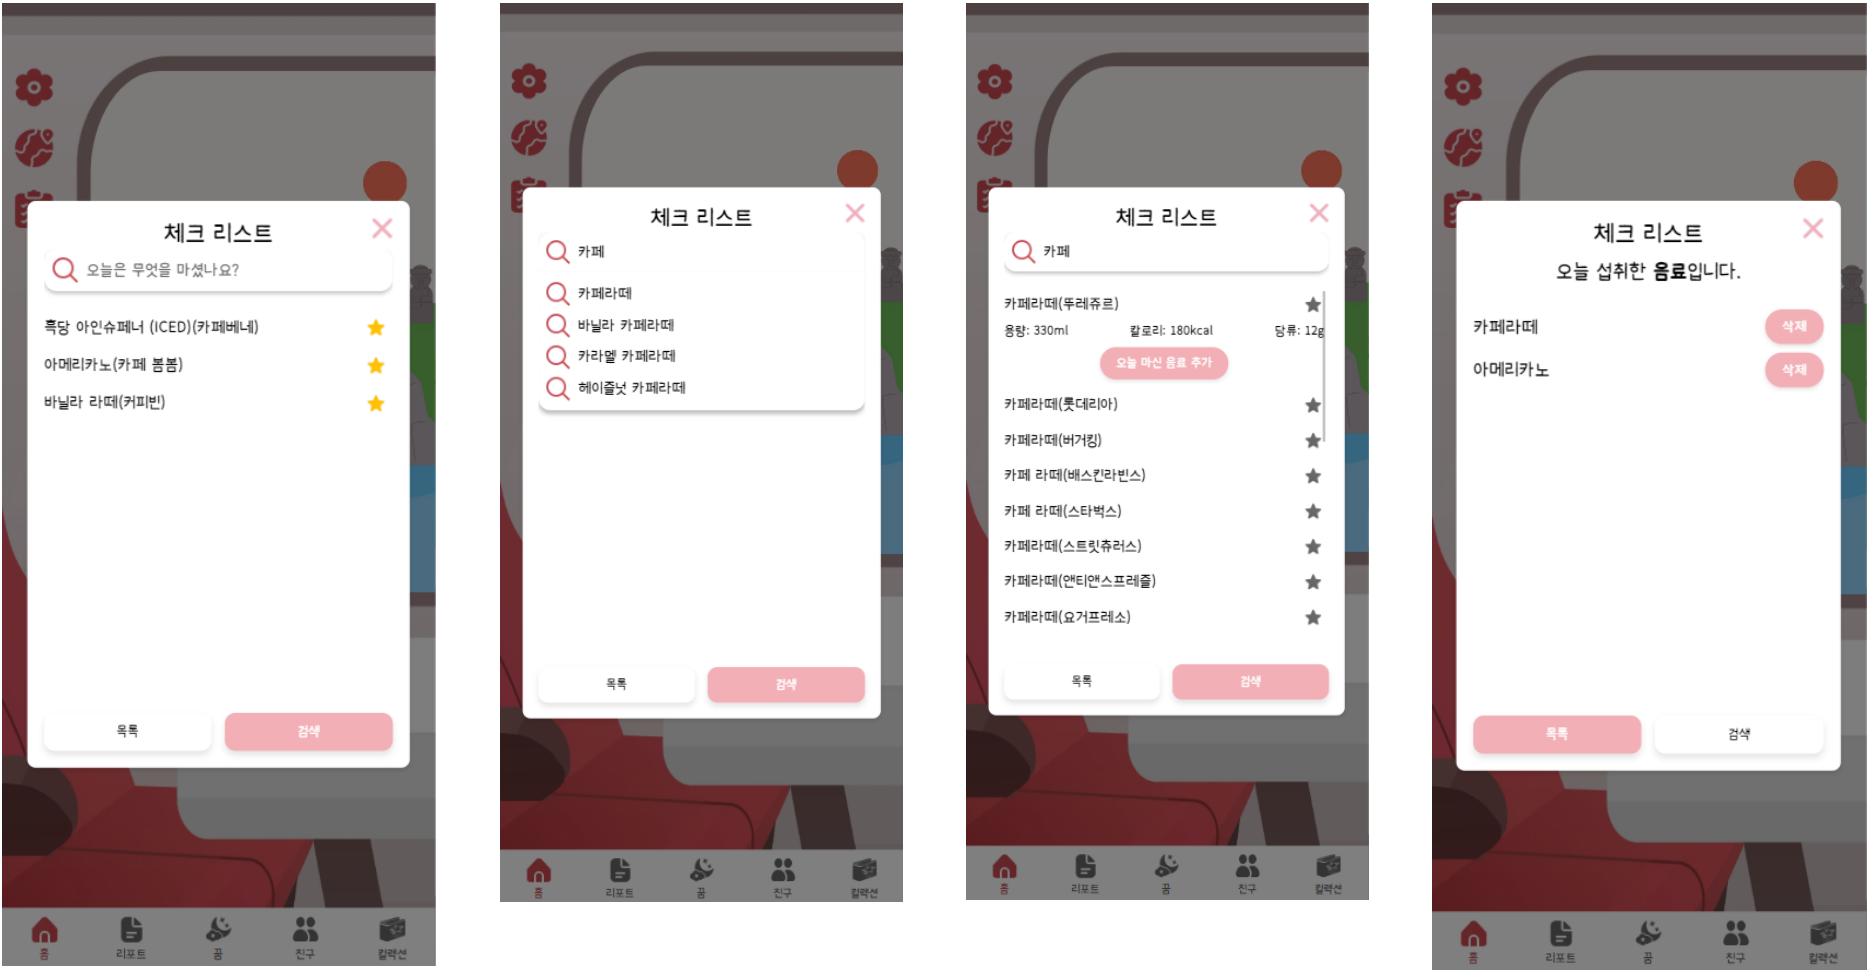 체크 리스트
오늘은 무엇을 마셨나요?
흑당 아인슈페너 (ICED)(카페베네)
아메리카노(카페 봄봄)
바닐라 라떼(커피빈)
목록 검색
홈 리포트 꿈 친구 컬랙션
체크 리스트
카페
카페라떼
바닐라 카페라떼
카라멜 카페라떼
헤이즐넛 카페라떼
목록 검색
홈 리포트 꿈 친구 컬랙션
체크 리스트
카페
카페라떼(뚜레쥬르)
용량: 330ml 칼로리: 180kcal 당류: 12g
오늘 마신 음료 추가
카페라떼(롯데리아)
카페라떼(버거킹)
카페 라떼(배스킨라빈스)
카페 라떼(스타벅스)
카페라떼(스트릿츄러스)
카페라떼(앤티앤스프레즐)
카페라떼(요거프레소)
목록 검색
홈 리포트 꿈 친구 컬랙션
체크 리스트
오늘 섭취한 음료입니다.
카페라떼 삭제
아메리카노 삭제
목록 검색
홈 리포트 꿈 친구 컬랙션